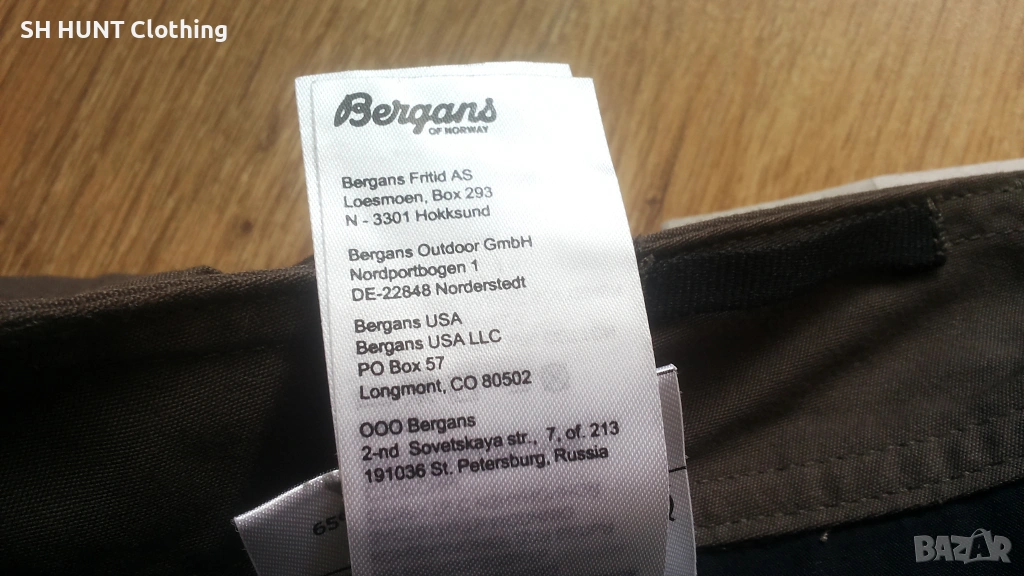 SH HUNT Clothing
Bergans
OF NORWAY
Bergans Fritid AS
Loesmoen, Box 293
N - 3301 Hokksund
Bergans Outdoor GmbH
Nordportbogen 1
DE-22848 Norderstedt
Bergans USA
Bergans USA LLC
PO Box 57
Longmont, CO 80502
OOO Bergans
2-nd Sovetskaya str., 7, of. 213
191036 St. Petersburg, Russia
BAZAR